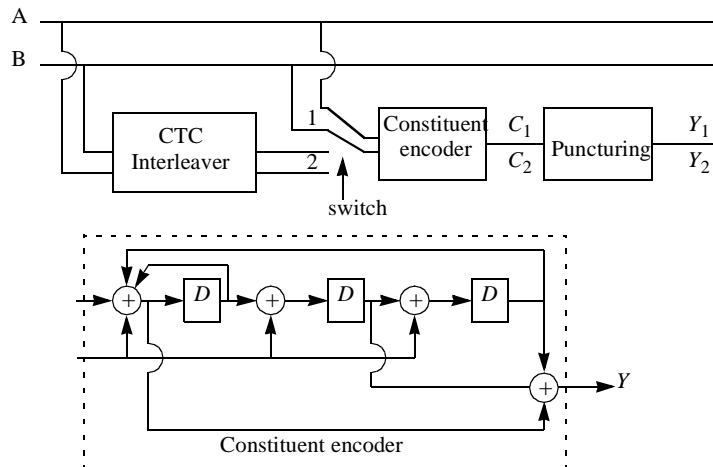 A
B
1
CTC
Interleaver
2
switch
Constituent
encoder
C1
C2
Puncturing
Y1
Y2
+
D
+
D
+
D
+
Y
Constituent encoder